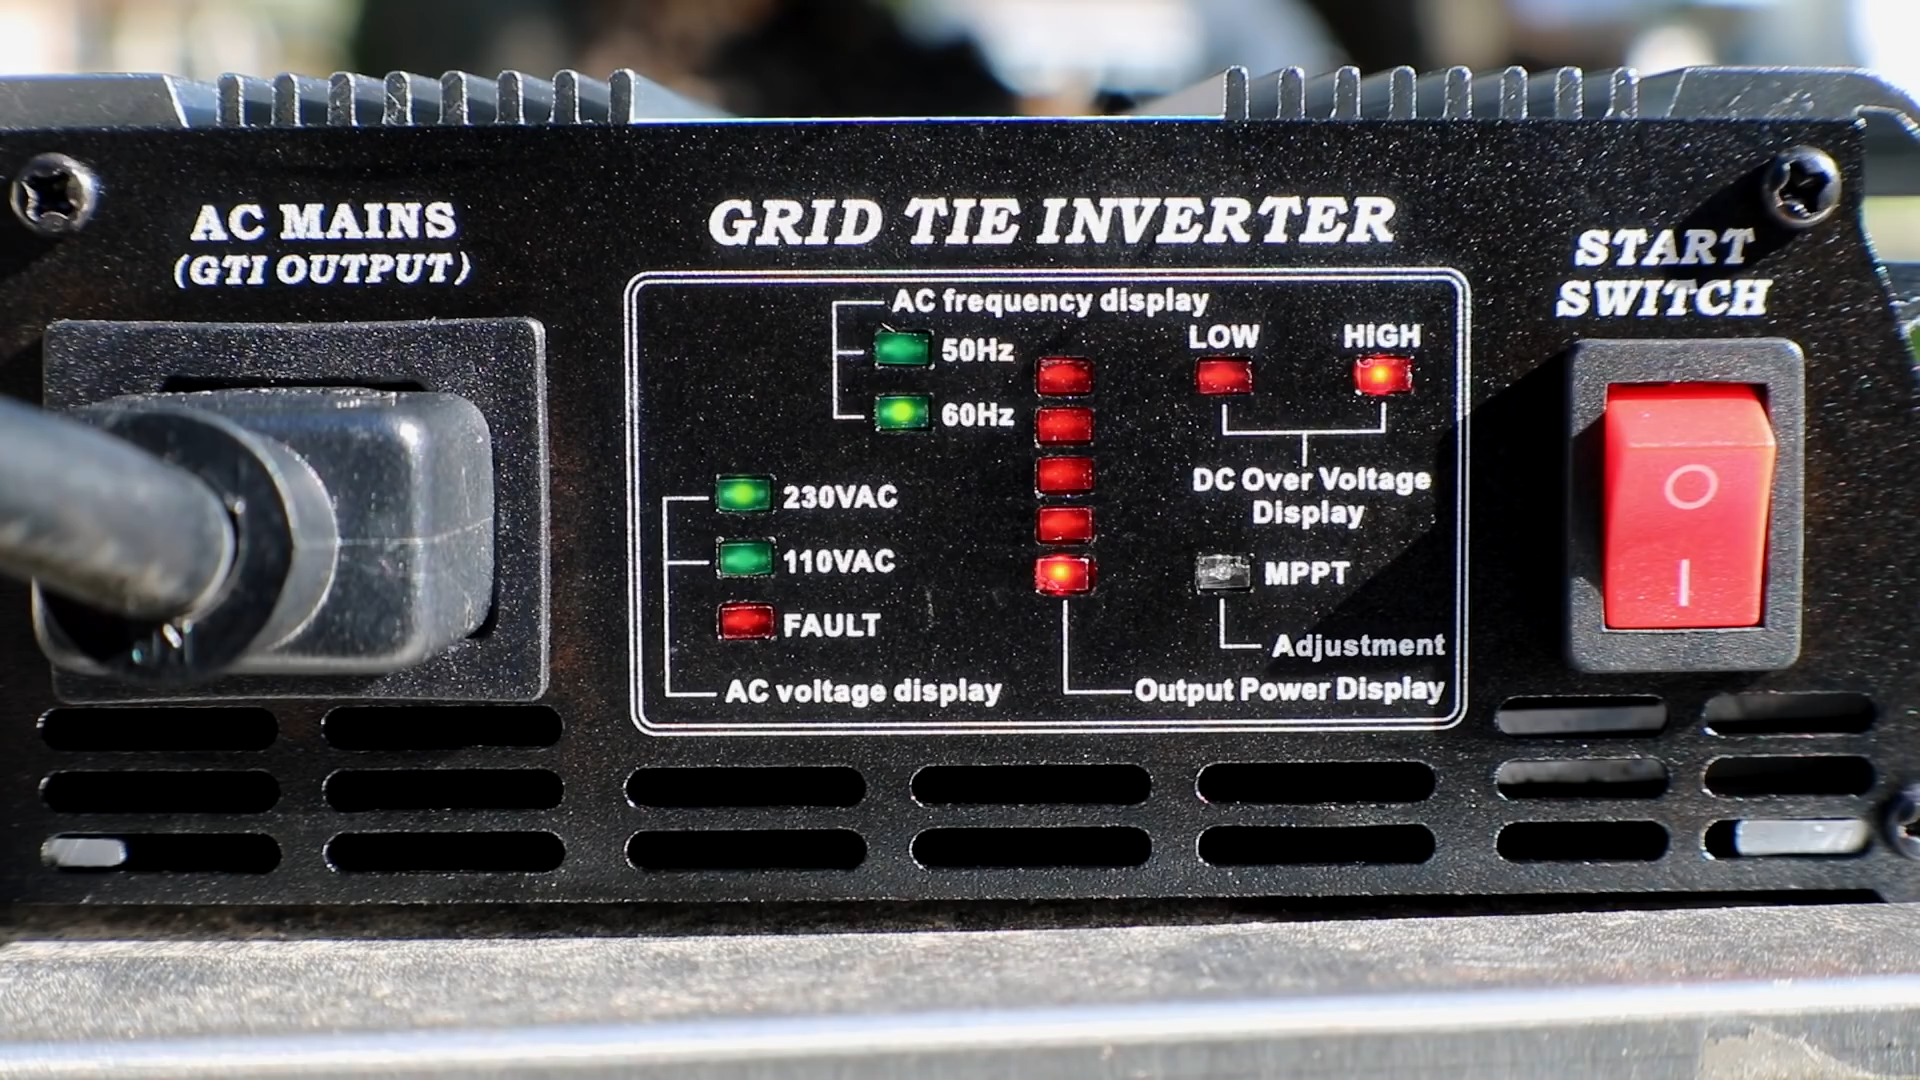 AC MAINS
(GTI OUTPUT)
GRID TIE INVERTER
START
SWITCH
AC frequency display
50Hz
60Hz
LOW
HIGH
DC Over Voltage
Display
230VAC
110VAC
FAULT
AC voltage display
MPPT
Adjustment
Output Power Display
O
I